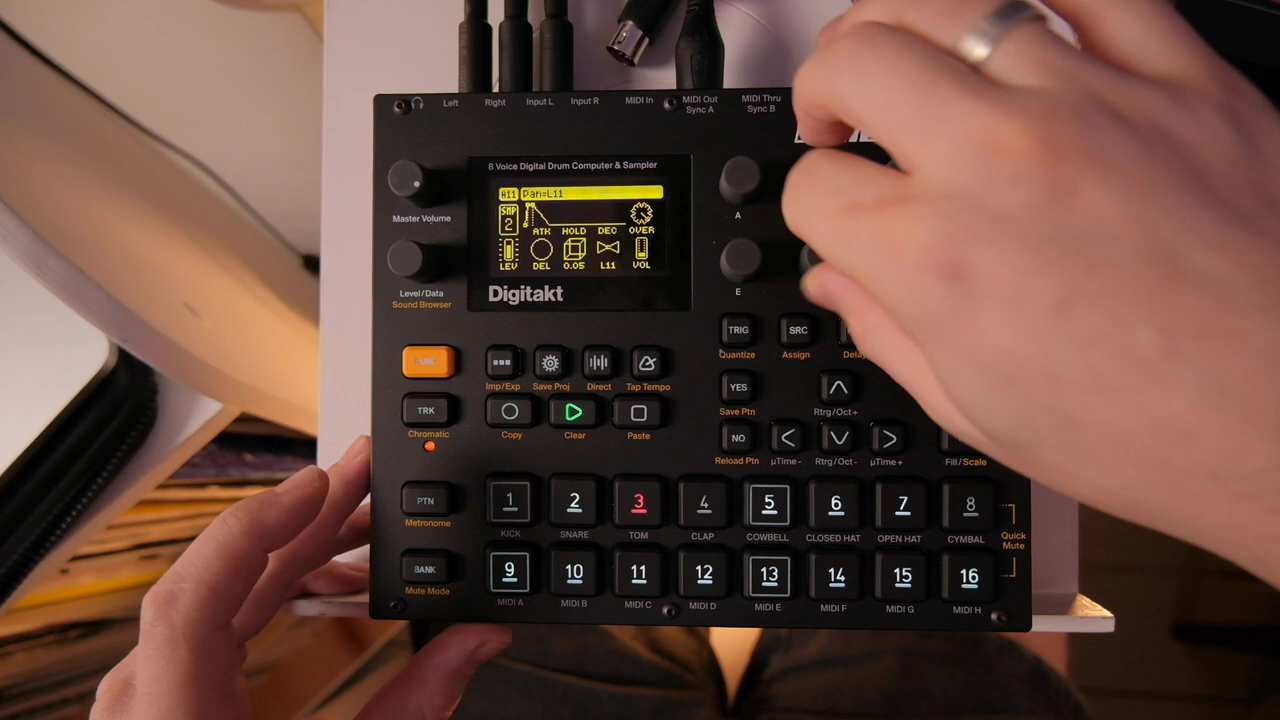 Left Right Input L Input R MIDI In MIDI Out MIDI Thru
Sync A Sync B
8 Voice Digital Drum Computer & Sampler
A11 Pan=L11
SMP
2
ATK HOLD DEC OVER
LEV DEL 0.05 L11 VOL
Digitakt
Master Volume
Level/Data
Sound Browser
A
E
TRIG SRC
Quantize Assign Delay
FUNC
Imp/Exp Save Proj Direct Tap Tempo
YES
Save Ptn Rtrg/Oct+
TRK
Chromatic Copy Clear Paste
NO
Reload Ptn µTime- Rtrg/Oct- µTime+ Fill/Scale
PTN 1 2 3 4 5 6 7 8
Metronome KICK SNARE TOM CLAP COWBELL CLOSED HAT OPEN HAT CYMBAL
Quick
Mute
BANK 9 10 11 12 13 14 15 16
Mute Mode MIDI A MIDI B MIDI C MIDI D MIDI E MIDI F MIDI G MIDI H